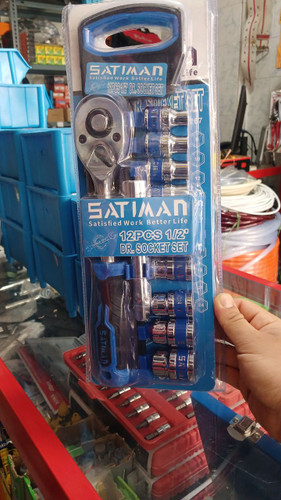 SATIMAN
Satisfied Work Better Life
SATIMAN
Satisfied Work Better Life
12PCS 1/2"
DR. SOCKET SET